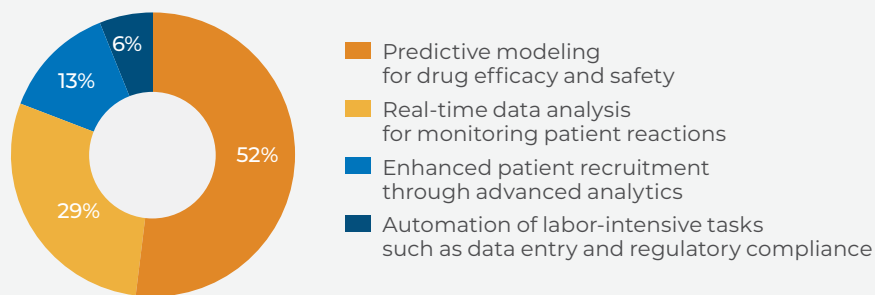 6%
13%
52%
29%
Predictive modeling
for drug efficacy and safety
Real-time data analysis
for monitoring patient reactions
Enhanced patient recruitment
through advanced analytics
Automation of labor-intensive tasks
such as data entry and regulatory compliance